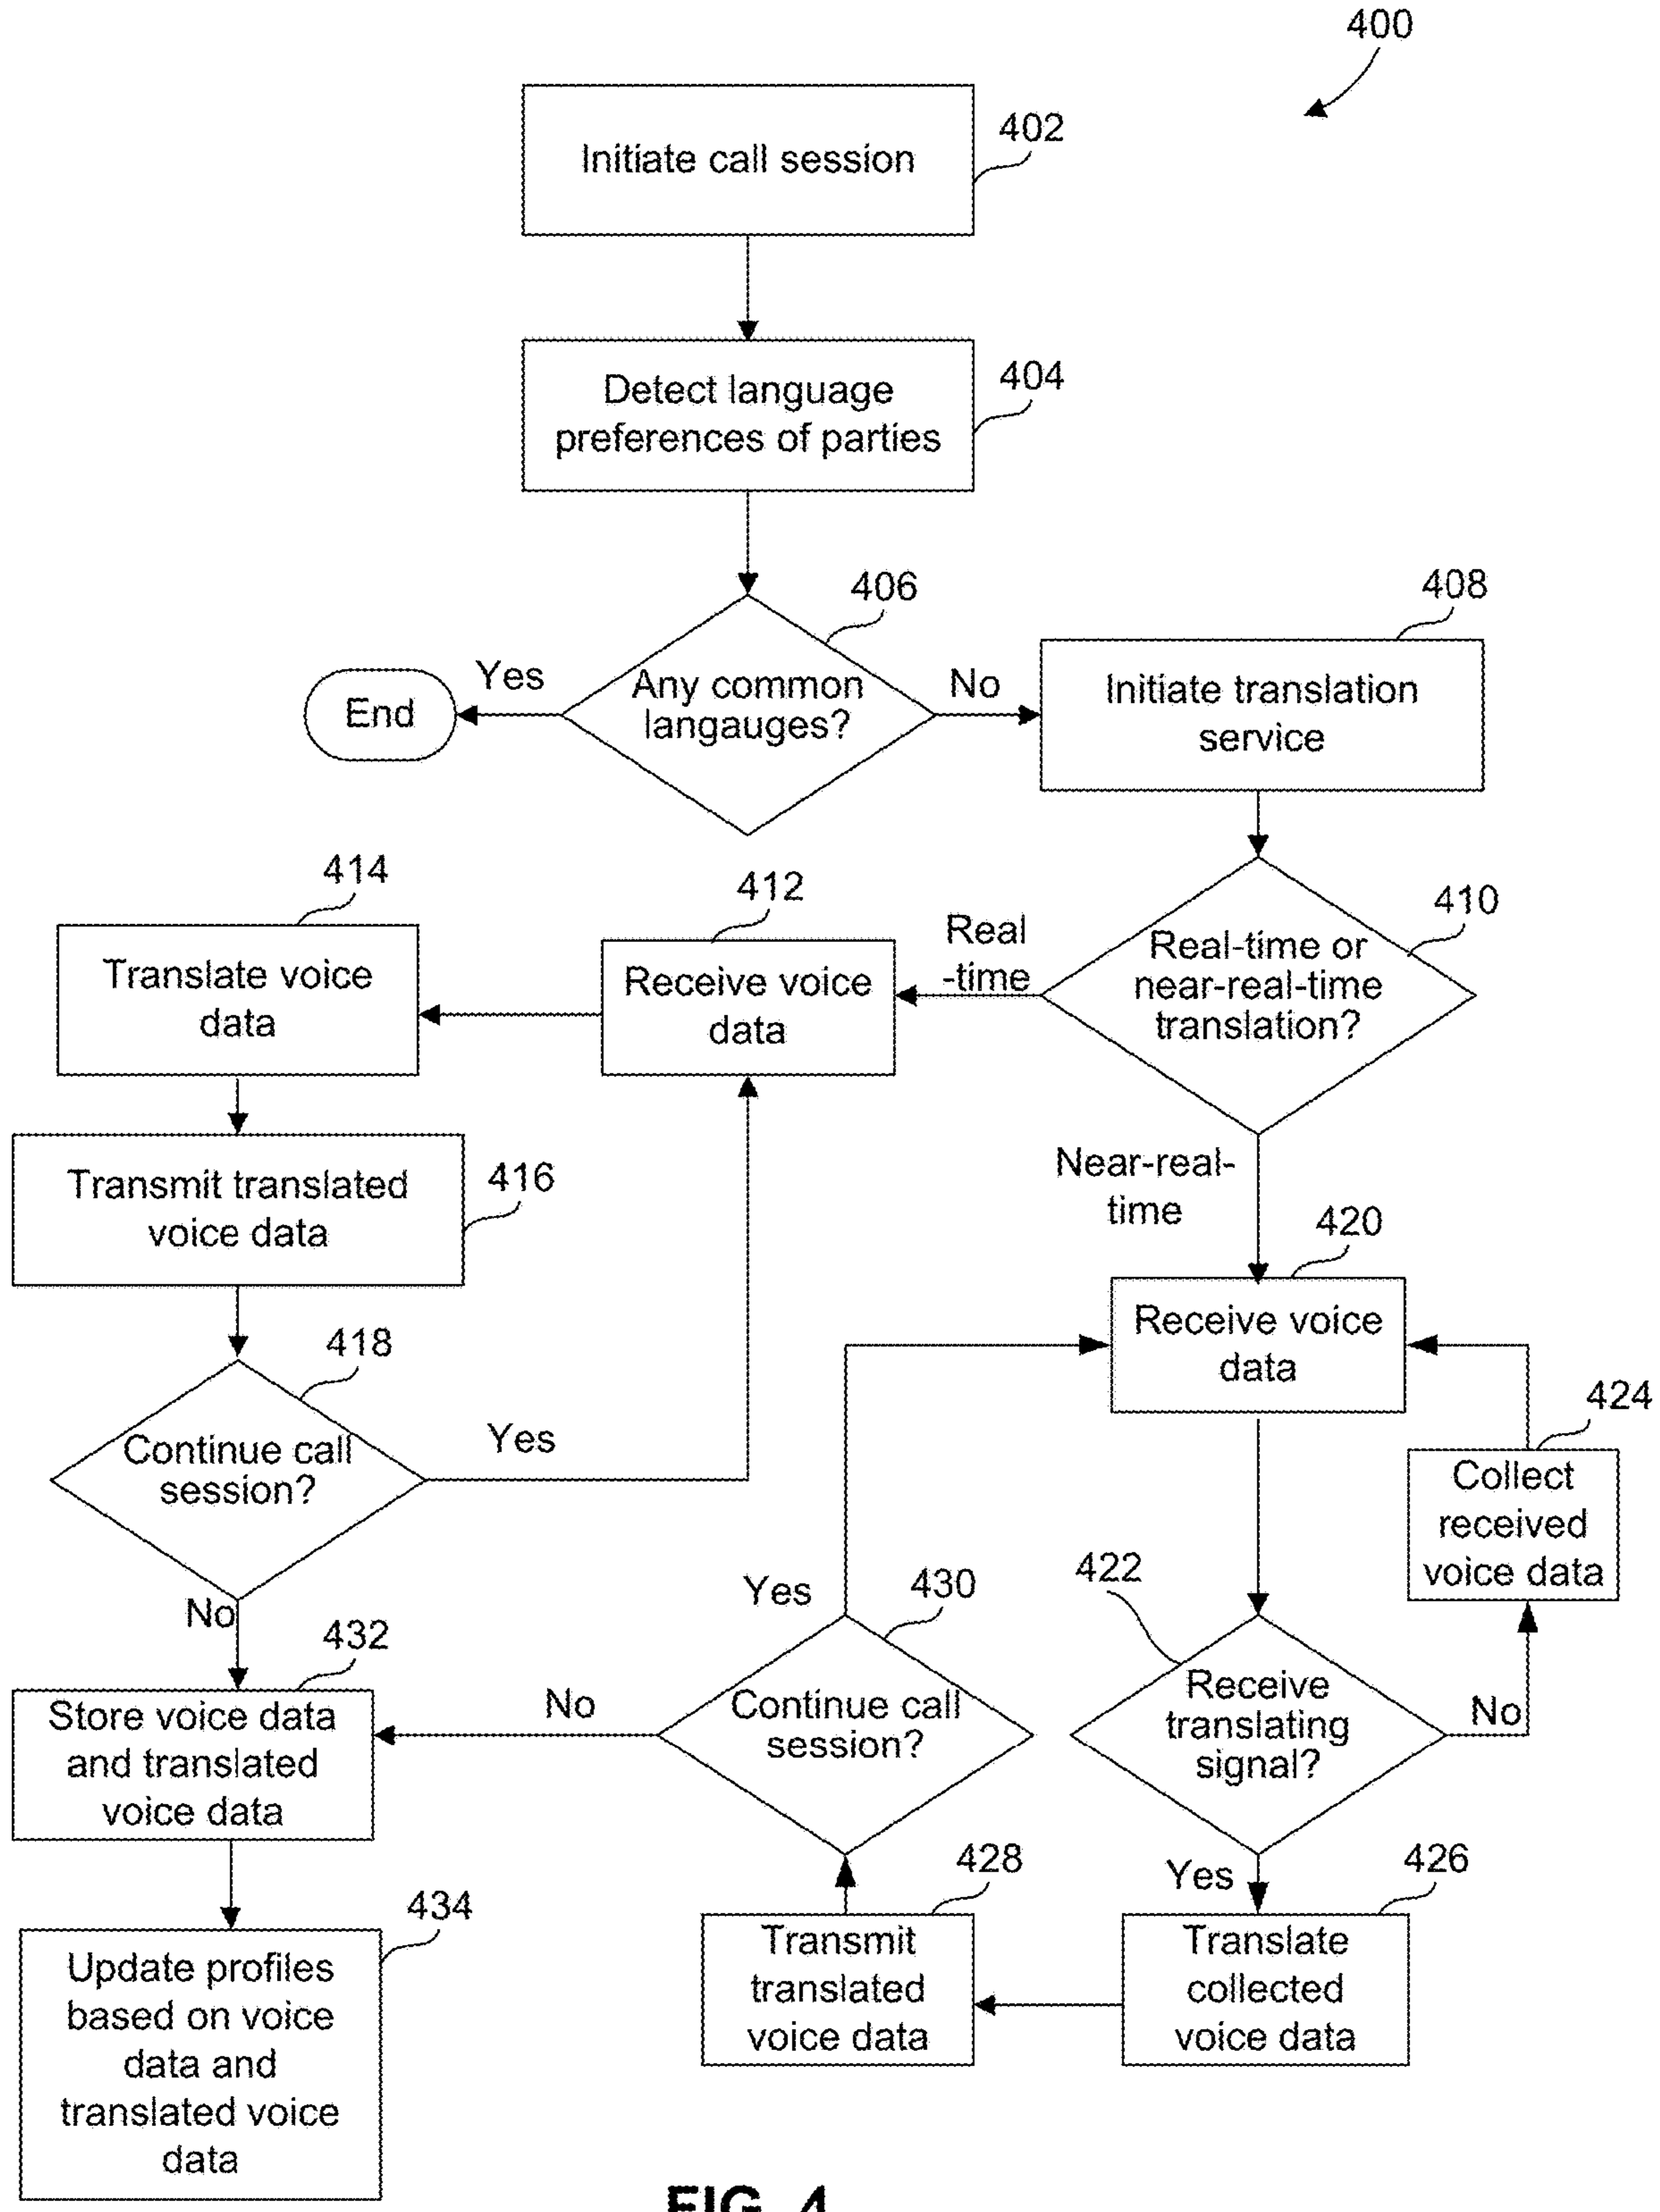 400
402
Initiate call session
404
Detect language
preferences of parties
406
408
Yes
No
End
Any common
langauges?
Initiate translation
service
414
412
410
Translate voice
data
Receive voice
data
Real
-time
Real-time or
near-real-time
translation?
Transmit translated
voice data
416
Near-real-
time
420
Receive voice
data
418
Continue call
session?
Yes
424
Collect
received
voice data
422
No
432
Yes
430
Store voice data
and translated
voice data
No
Continue call
session?
Receive
translating
signal?
No
434
428
Yes
426
Update profiles
based on voice
data and
translated voice
data
Transmit
translated
voice data
Translate
collected
voice data
FIG. 4